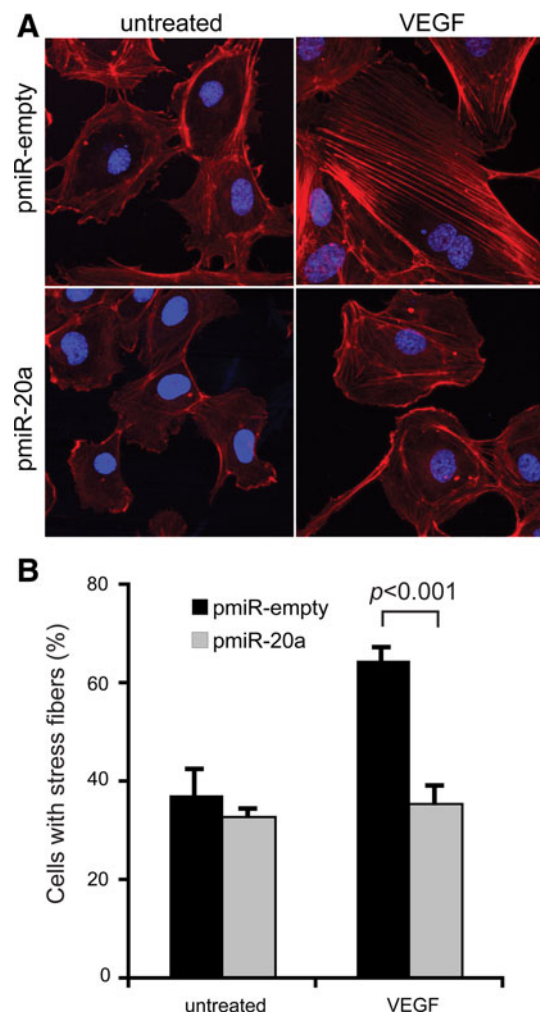 A
untreated
VEGF
pmiR-empty
pmiR-20a
B
Cells with stress fibers (%)
80
60
40
20
0
pmiR-empty
pmiR-20a
p<0.001
untreated
VEGF